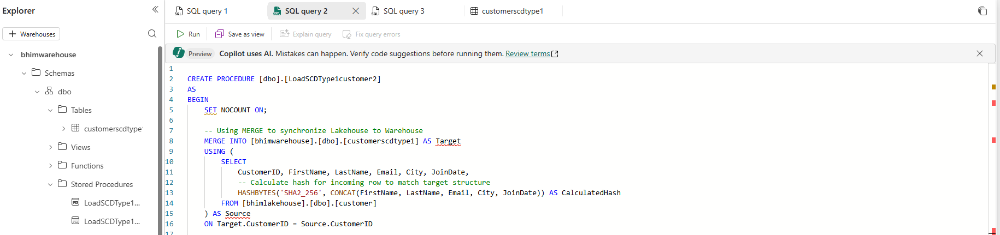 Explorer
SQL query 1
SQL query 2
SQL query 3
customerscdtype1
Warehouses
Run
Save as view
Explain query
Fix query errors
bhimwarehouse
Preview
Copilot uses AI. Mistakes can happen. Verify code suggestions before running them. Review terms
Schemas
dbo
Tables
customerscdtype
Views
Functions
Stored Procedures
LoadSCDType1...
LoadSCDType1...
1
2 CREATE PROCEDURE [dbo].[LoadSCDType1customer2]
3 AS
4 BEGIN
5 SET NOCOUNT ON;
6
7 -- Using MERGE to synchronize Lakehouse to Warehouse
8 MERGE INTO [bhimwarehouse].[dbo].[customerscdtype1] AS Target
9 USING (
10 SELECT
11 CustomerID, FirstName, LastName, Email, City, JoinDate,
12 -- Calculate hash for incoming row to match target structure
13 HASHBYTES('SHA2_256', CONCAT(FirstName, LastName, Email, City, JoinDate)) AS CalculatedHash
14 FROM [bhimlakehouse].[dbo].[customer]
15 ) AS Source
16 ON Target.CustomerID = Source.CustomerID
17